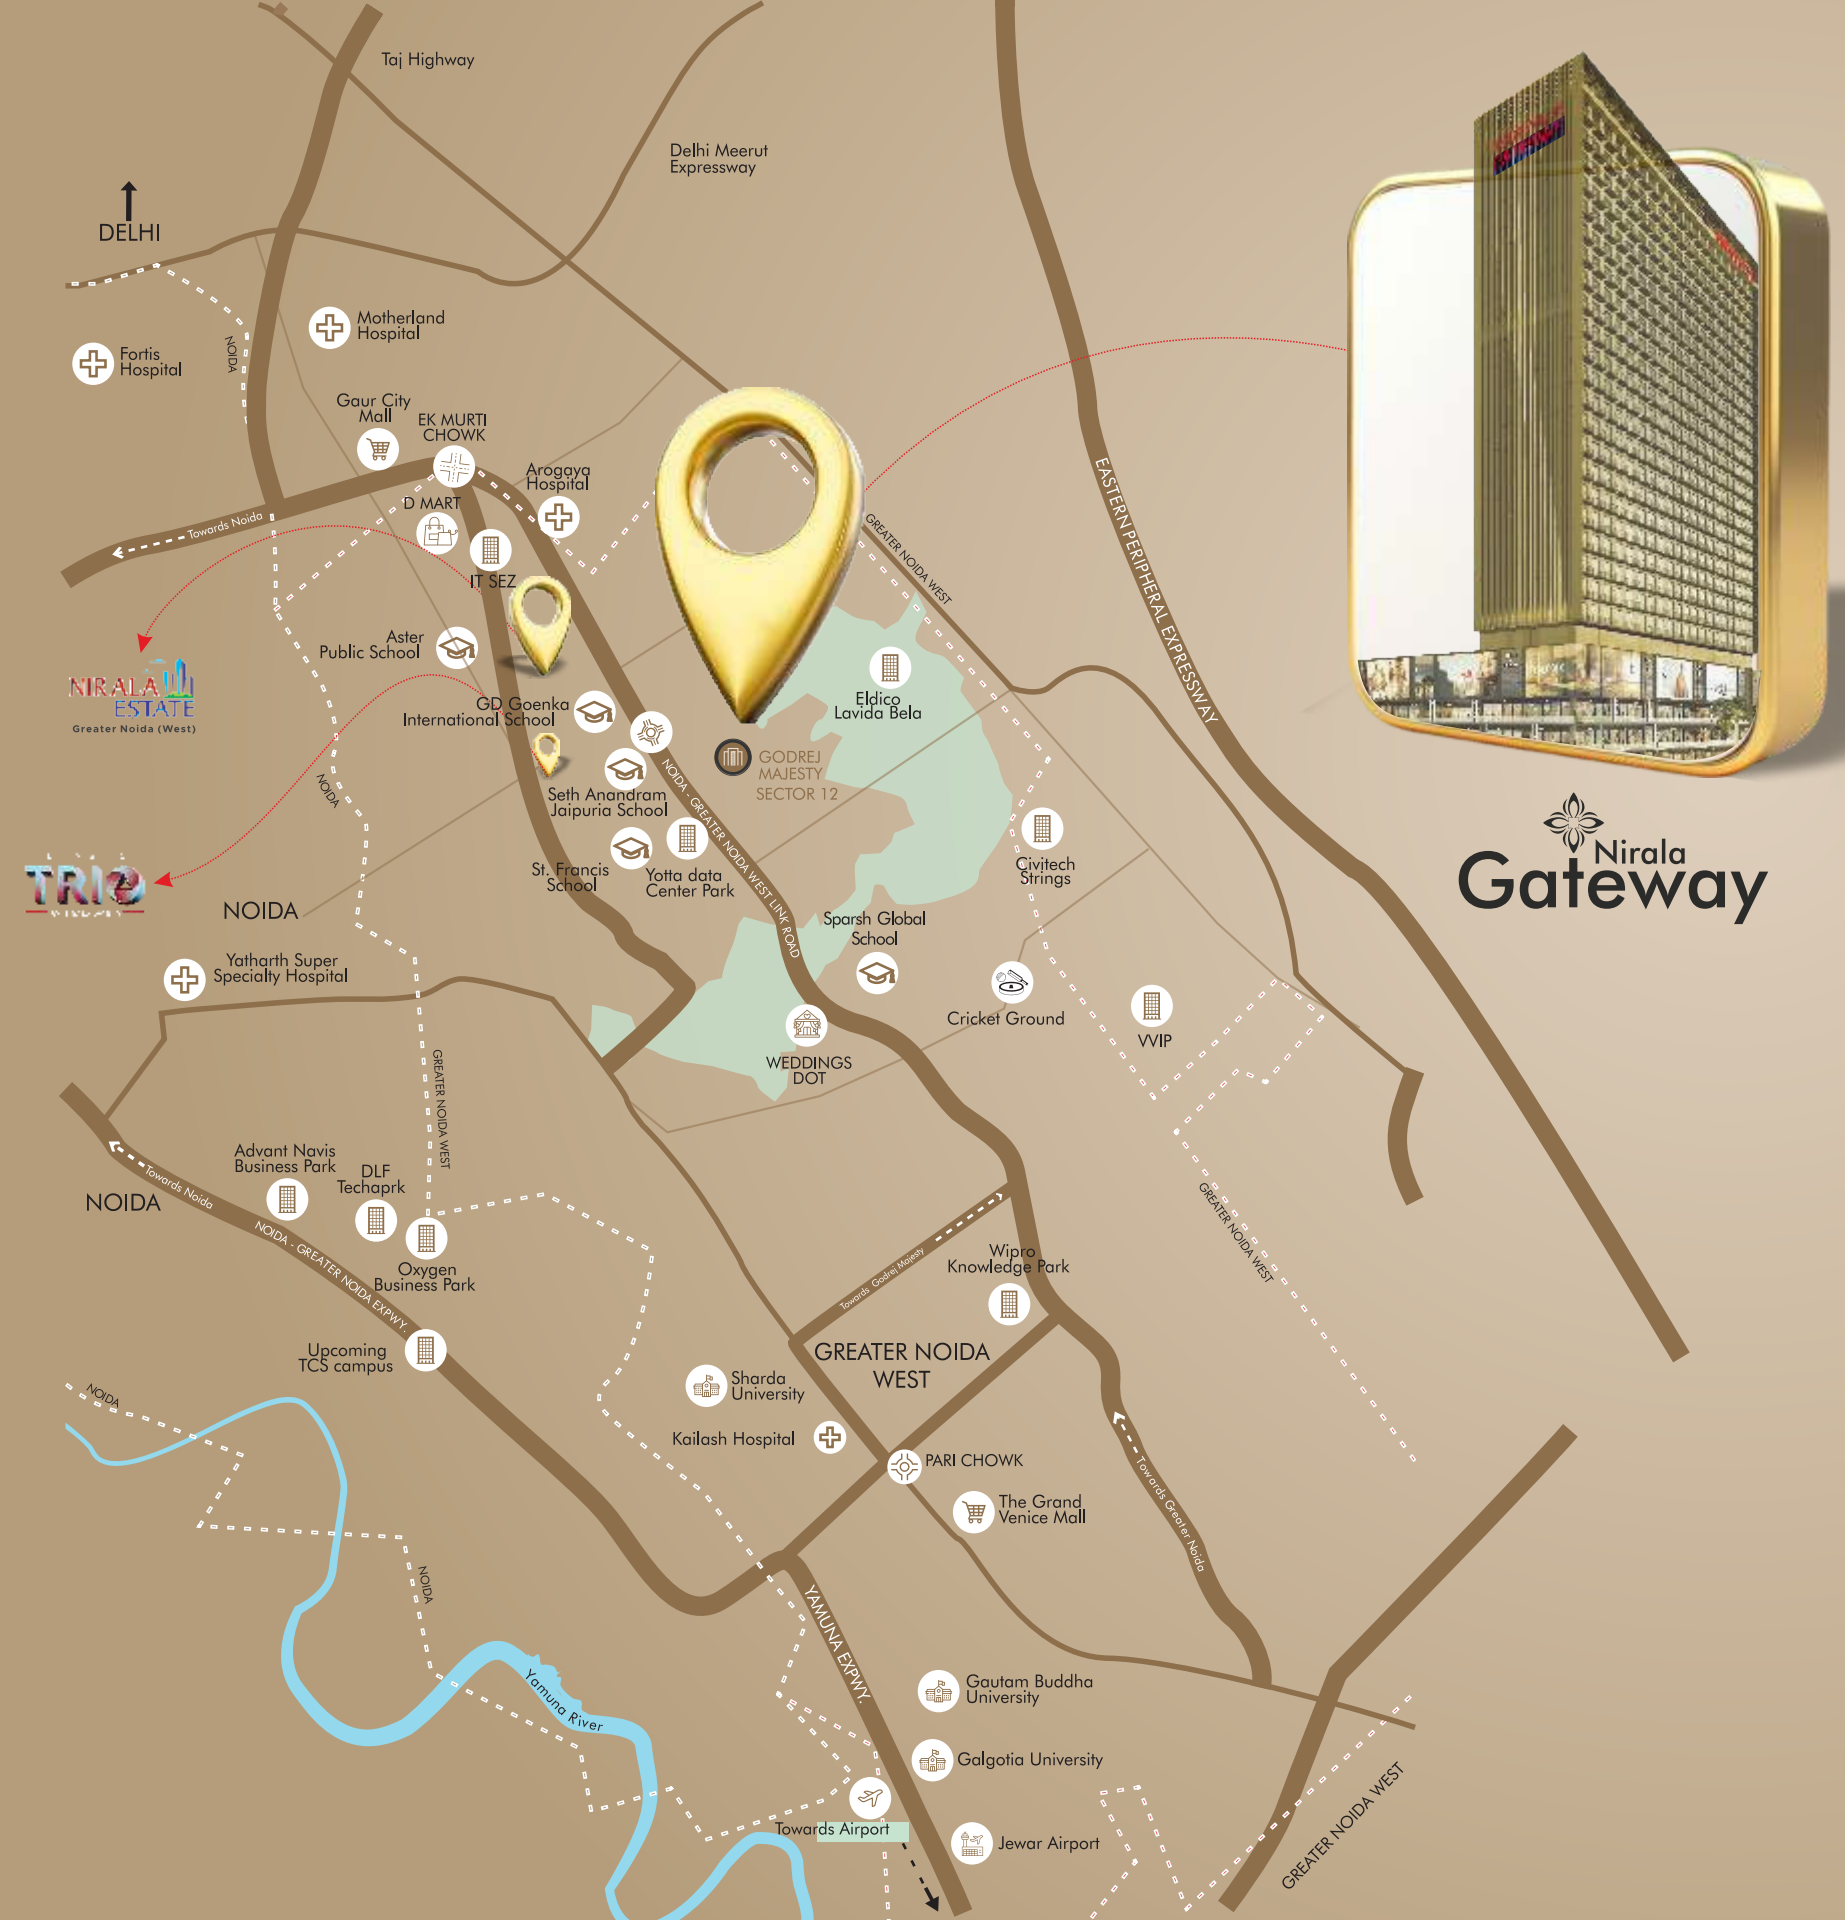 Taj Highway
Delhi Meerut
Expressway
DELHI
Motherland
Hospital
NOIDA
Fortis
Hospital
Gaur City
Mall
EK MURTI
CHOWK
Arogaya
Hospital
D MART
Towards Noida
IT SEZ
GREATER NOIDA WEST
EASTERN PERIPHERAL EXPRESSWAY
Aster
Public School
NIRALA
ESTATE
Greater Noida (West)
GD Goenka
International School
Eldico
Lavida Bela
GODREJ
MAJESTY
SECTOR 12
NOIDA
Seth Anandram
Jaipuria School
NOIDA - GREATER NOIDA WEST LINK ROAD
St. Francis
School
Yotta data
Center Park
Civitech
Strings
Nirala
Gateway
TRIO
NOIDA
Sparsh Global
School
Yatharth Super
Specialty Hospital
Cricket Ground
VVIP
WEDDINGS
DOT
GREATER NOIDA WEST
Advant Navis
Business Park
DLF
Techaprk
Towards Noida
NOIDA
NOIDA - GREATER NOIDA EXPWY.
Oxygen
Business Park
GREATER NOIDA WEST
Towards Godrej Majesty
Wipro
Knowledge Park
Upcoming
TCS campus
GREATER NOIDA
WEST
NOIDA
Sharda
University
Kailash Hospital
PARI CHOWK
The Grand
Venice Mall
Towards Greater Noida
NOIDA
YAMUNA EXPWY.
Yamuna River
Gautam Buddha
University
Galgotia University
Towards Airport
Jewar Airport
GREATER NOIDA WEST